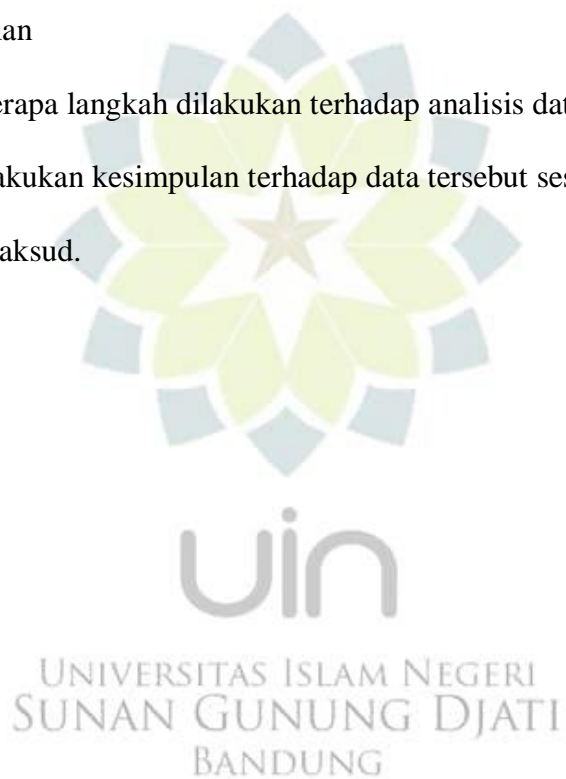 an
erapa langkah dilakukan terhadap analisis dat
akukan kesimpulan terhadap data tersebut ses
aksud.
uin
UNIVERSITAS ISLAM NEGERI
SUNAN GUNUNG DJATI
BANDUNG